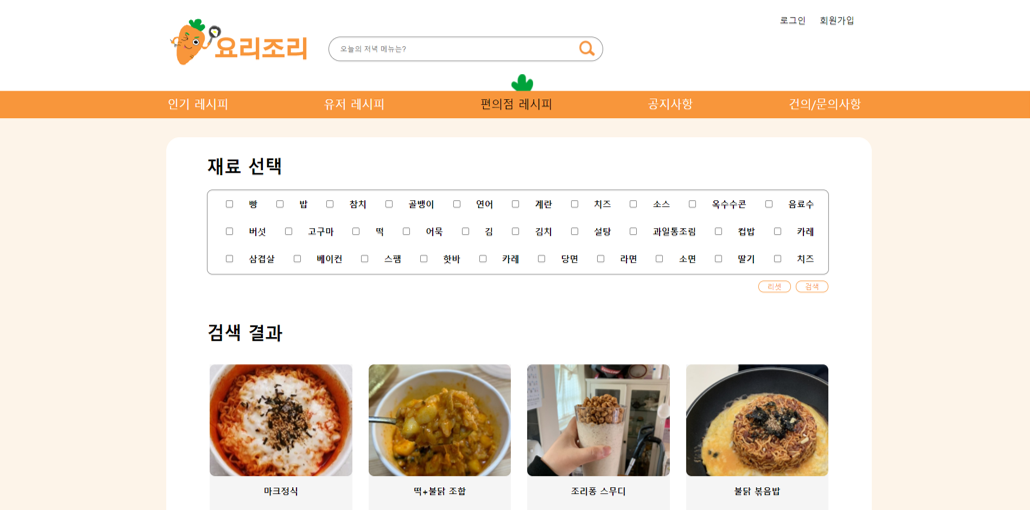 로그인 회원가입
요리조리
오늘의 저녁 메뉴는?
인기 레시피 유저 레시피 편의점 레시피 공지사항 건의/문의사항
재료 선택
빵 밥 참치 골뱅이 연어 계란 치즈 소스 옥수수콘 음료수
버섯 고구마 떡 어묵 김 김치 설탕 과일통조림 컵밥 카레
삼겹살 베이컨 스팸 핫바 카레 당면 라면 소면 딸기 치즈
리셋 검색
검색 결과
마크정식 떡+불닭 조합 조리퐁 스무디 불닭 볶음밥